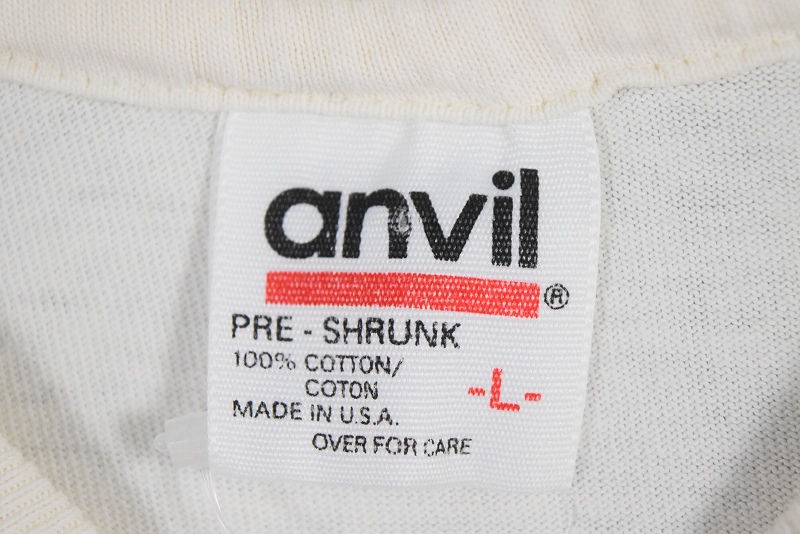 anvil
®
PRE - SHRUNK
100% COTTON/
COTON
-L-
MADE IN U.S.A.
OVER FOR CARE